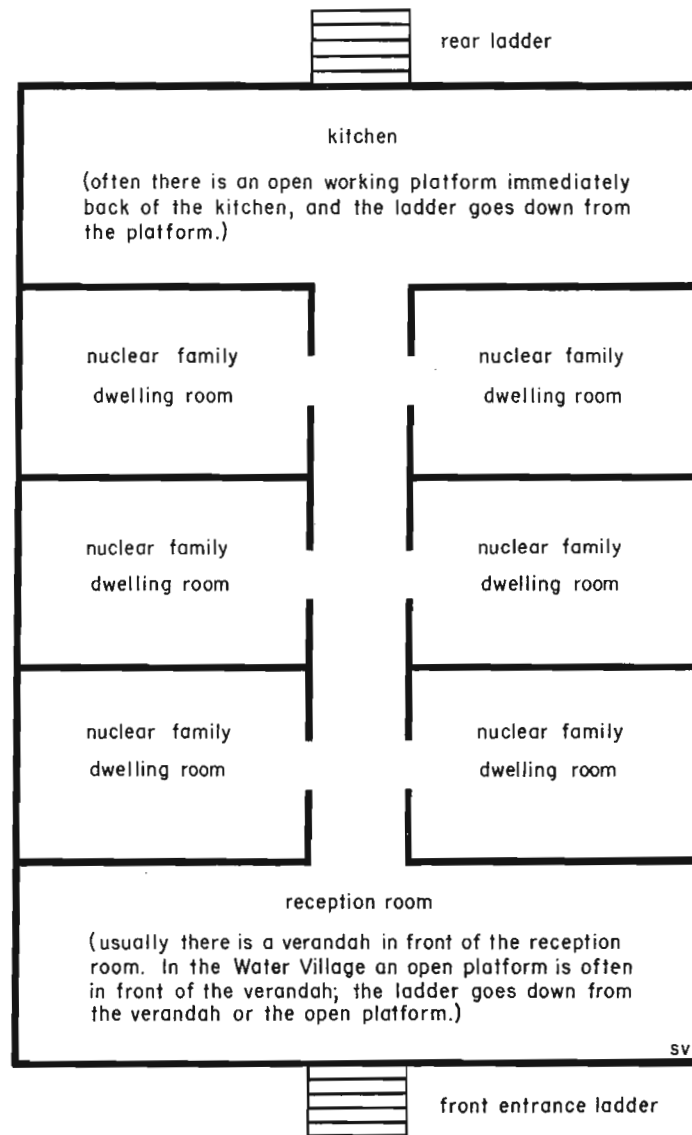 rear ladder
kitchen
(often there is an open working platform immediately
back of the kitchen, and the ladder goes down from
the platform.)
nuclear family
dwelling room
nuclear family
dwelling room
nuclear family
dwelling room
nuclear family
dwelling room
nuclear family
dwelling room
nuclear family
dwelling room
reception room
(usually there is a verandah in front of the reception
room. In the Water Village an open platform is often
in front of the verandah; the ladder goes down from
the verandah or the open platform.)
SV
front entrance ladder